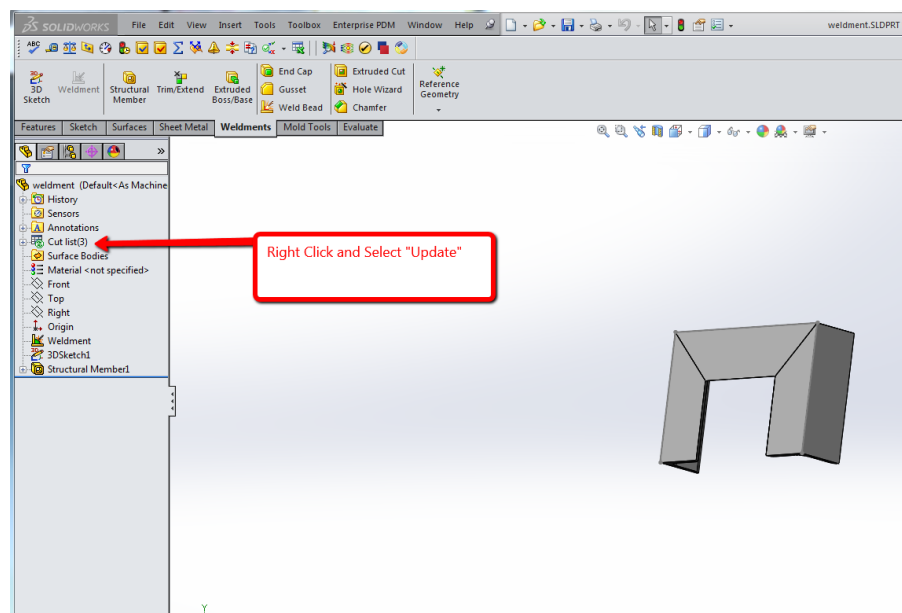 SOLIDWORKS File Edit View Insert Tools Toolbox Enterprise PDM Window Help weldment.SLDPRT
ABC
3D Sketch Weldment Structural Member Trim/Extend Extruded Boss/Base End Cap Extruded Cut Reference Geometry
Gusset Hole Wizard
Weld Bead Chamfer
Features Sketch Surfaces Sheet Metal Weldments Mold Tools Evaluate
»
weldment (Default<As Machine
History
Sensors
A Annotations
Cut list(3)
Right Click and Select "Update"
Surface Bodies
Material <not specified>
Front
Top
Right
Origin
Weldment
3D 3DSketch1
Structural Member1
Y